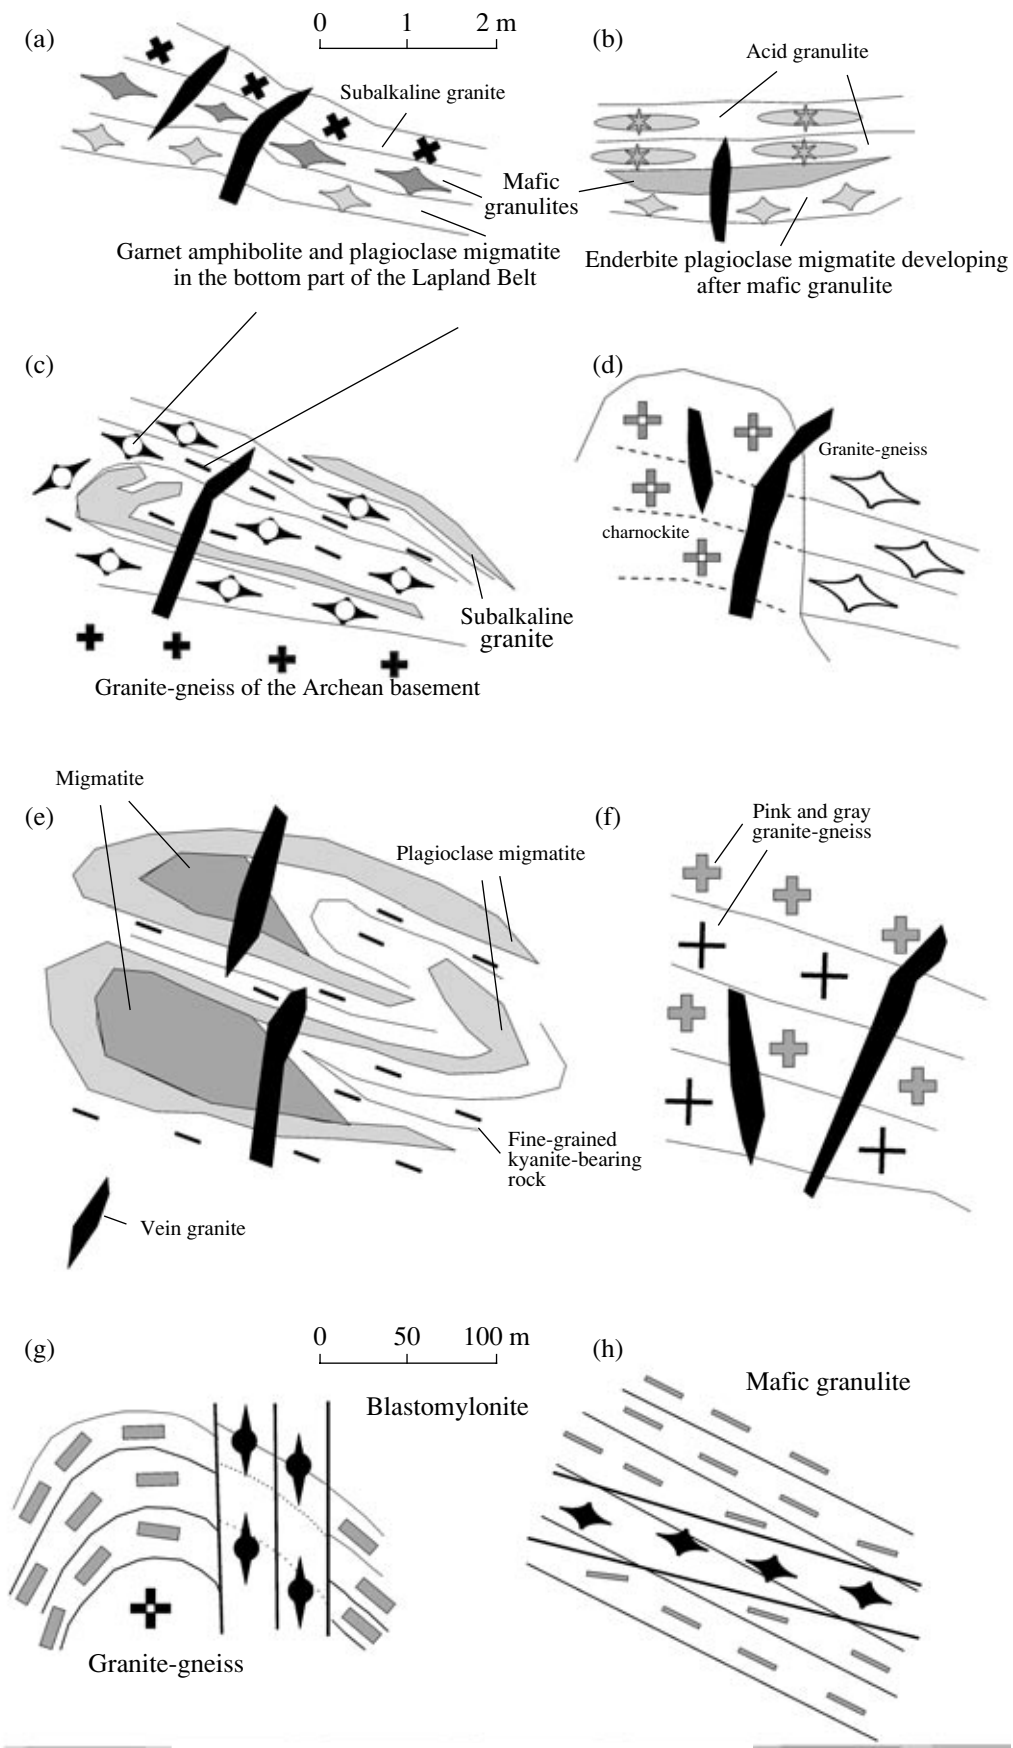 (a)
0 1 2 m
(b)
Acid granulite
Subalkaline granite
Mafic
granulites
Garnet amphibolite and plagioclase migmatite
in the bottom part of the Lapland Belt
Enderbite plagioclase migmatite developing
after mafic granulite
(c)
(d)
Granite-gneiss
charnockite
Subalkaline
granite
Granite-gneiss of the Archean basement
Migmatite
(e)
Plagioclase migmatite
Pink and gray
granite-gneiss
(f)
Fine-grained
kyanite-bearing
rock
Vein granite
(g)
0 50 100 m
(h)
Blastomylonite
Mafic granulite
Granite-gneiss